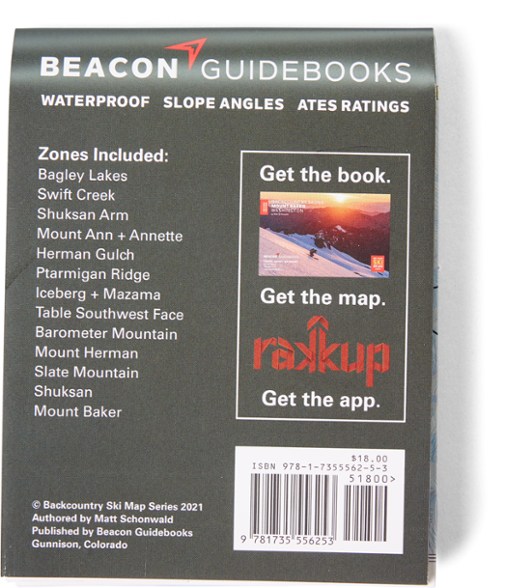 BEACON GUIDEBOOKS
WATERPROOF SLOPE ANGLES ATES RATINGS
Zones Included:
Bagley Lakes
Swift Creek
Shuksan Arm
Mount Ann + Annette
Herman Gulch
Ptarmigan Ridge
Iceberg + Mazama
Table Southwest Face
Barometer Mountain
Mount Herman
Slate Mountain
Shuksan
Mount Baker
Get the book.
MOUNT BAKER
WASHINGTON
Get the map.
rakkup
Get the app.
$18.00
ISBN 978-1-7355562-5-3
51800>
9 781735 556253
© Backcountry Ski Map Series 2021
Authored by Matt Schonwald
Published by Beacon Guidebooks
Gunnison, Colorado